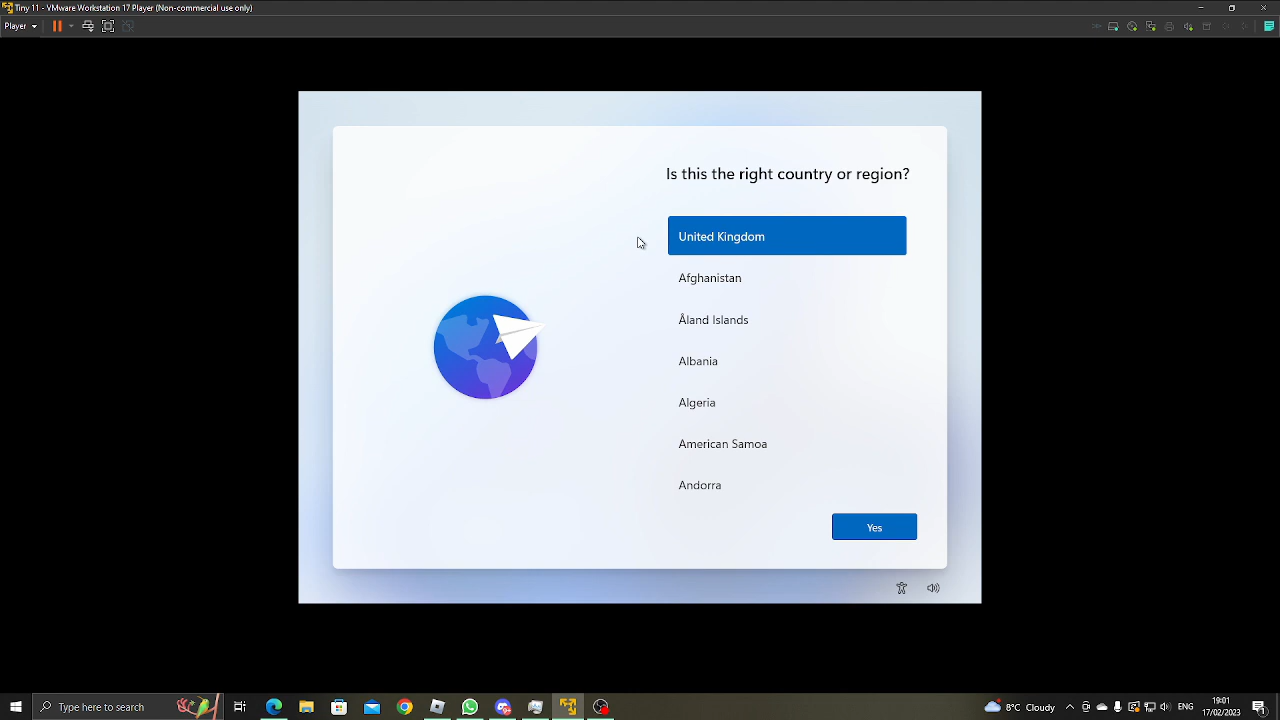 Tiny 11 - VMware Workstation 17 Player (Non-commercial use only)
Player
Is this the right country or region?
United Kingdom
Afghanistan
Åland Islands
Albania
Algeria
American Samoa
Andorra
Yes
Type here to search
8°C Cloudy
ENG
19:01
17/02/2023